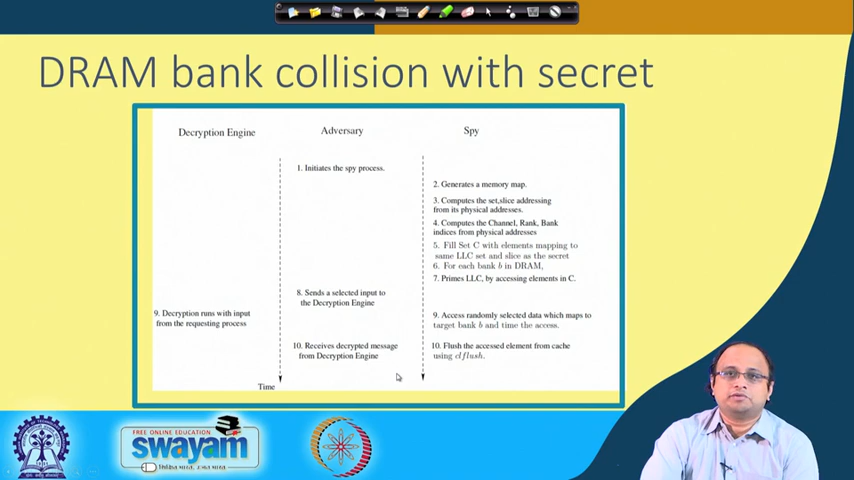 DRAM bank collision with secret
Decryption Engine
Adversary
Spy
1. Initiates the spy process.
2. Generates a memory map.
3. Computes the set,slice addressing
from its physical addresses.
4. Computes the Channel, Rank, Bank
indices from physical addresses
5. Fill Set C with elements mapping to
same LLC set and slice as the secret
6. For each bank b in DRAM,
7. Primes LLC, by accessing elements in C.
8. Sends a selected input to
the Decryption Engine
9. Decryption runs with input
from the requesting process
9. Access randomly selected data which maps to
target bank b and time the access.
10. Receives decrypted message
from Decryption Engine
10. Flush the accessed element from cache
using clflush.
Time
FREE ONLINE EDUCATION
swayam